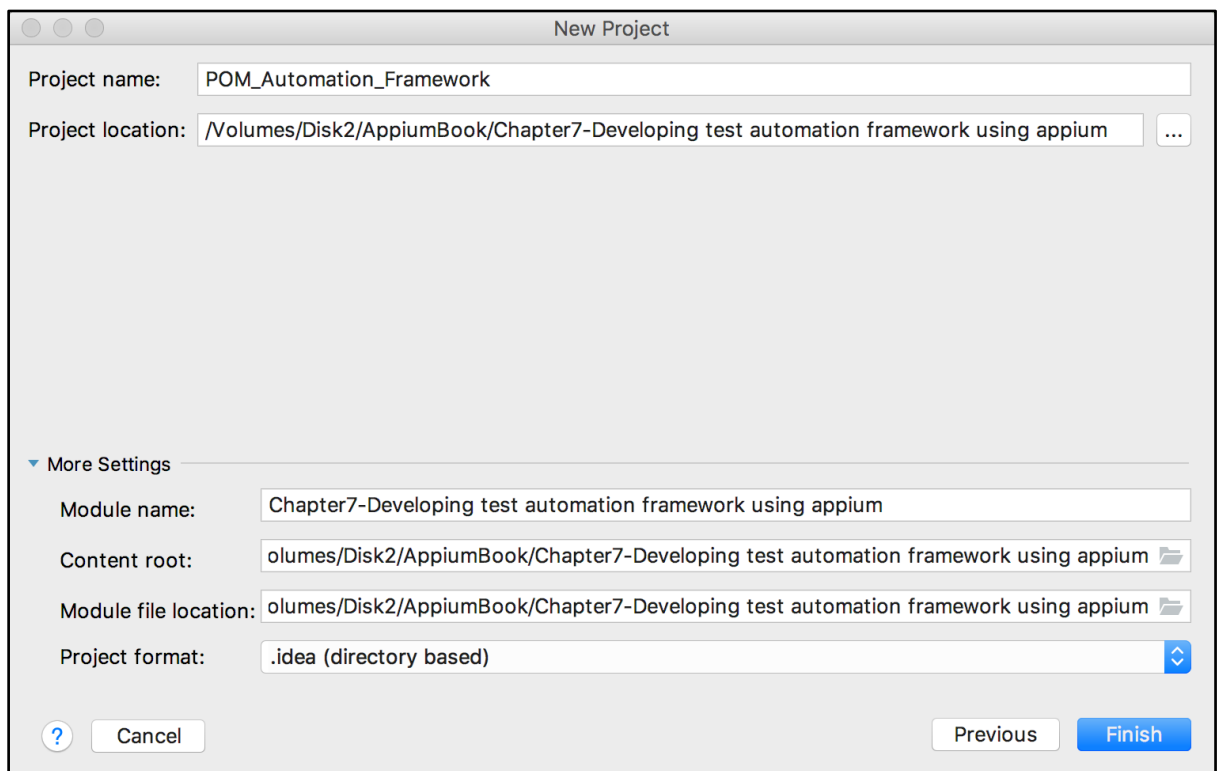 New Project
Project name: POM_Automation_Framework
Project location: /Volumes/Disk2/AppiumBook/Chapter7-Developing test automation framework using appium ...
More Settings
Module name: Chapter7-Developing test automation framework using appium
Content root: olumes/Disk2/AppiumBook/Chapter7-Developing test automation framework using appium
Module file location: olumes/Disk2/AppiumBook/Chapter7-Developing test automation framework using appium
Project format: .idea (directory based)
? Cancel Previous Finish